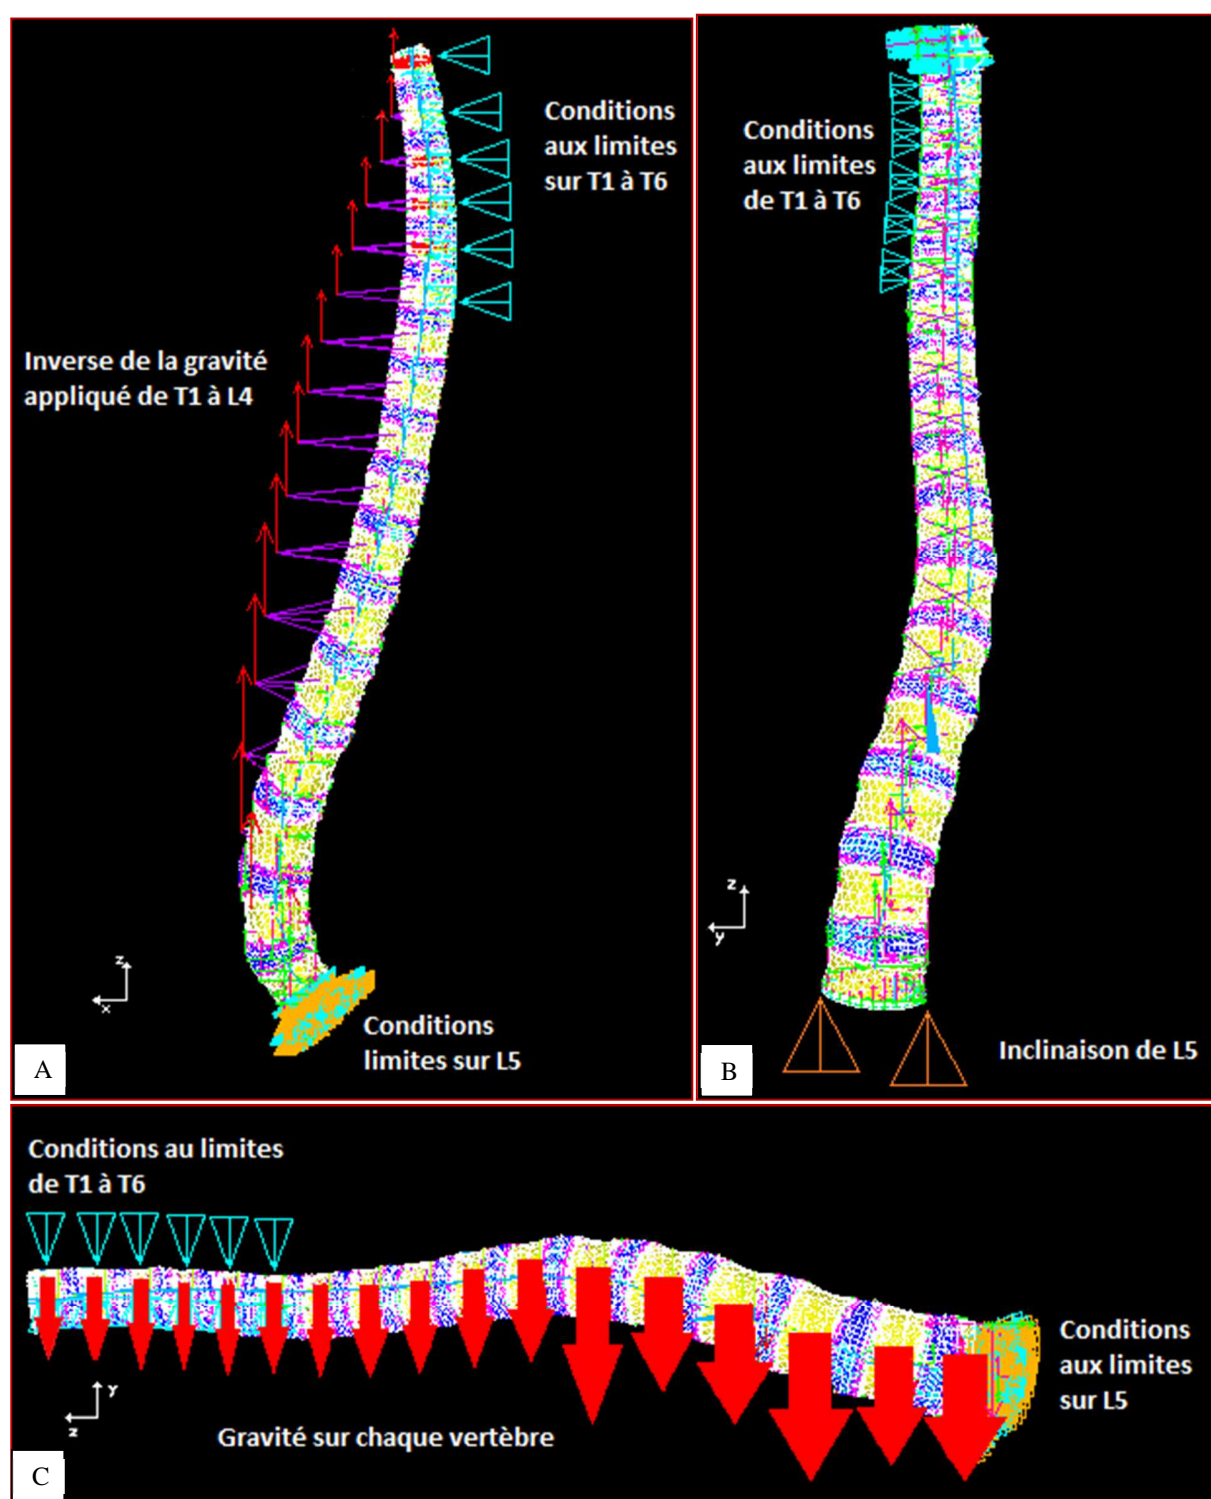 Conditions
aux limites
sur T1 à T6
Inverse de la gravité
appliqué de T1 à L4
z
x
Conditions
limites sur L5
A
Conditions
aux limites
de T1 à T6
z
y
Inclinaison de L5
B
Conditions au limites
de T1 à T6
Conditions
aux limites
sur L5
Y
z
Gravité sur chaque vertèbre
C